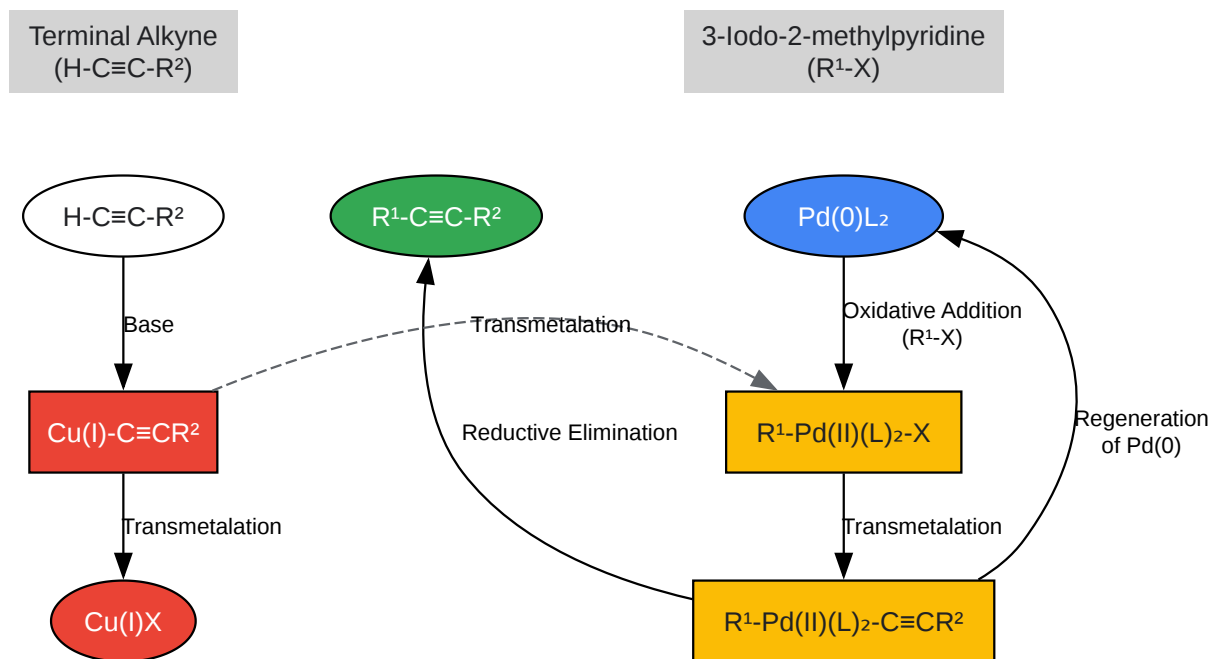 Terminal Alkyne
(H-C≡C-R²)
3-Iodo-2-methylpyridine
(R¹-X)
H-C≡C-R²
R¹-C≡C-R²
Pd(0)L₂
Base
Transmetalation
Oxidative Addition
(R¹-X)
Cu(I)-C≡CR²
Reductive Elimination
R¹-Pd(II)(L)₂-X
Regeneration
of Pd(0)
Transmetalation
Transmetalation
Cu(I)X
R¹-Pd(II)(L)₂-C≡CR²